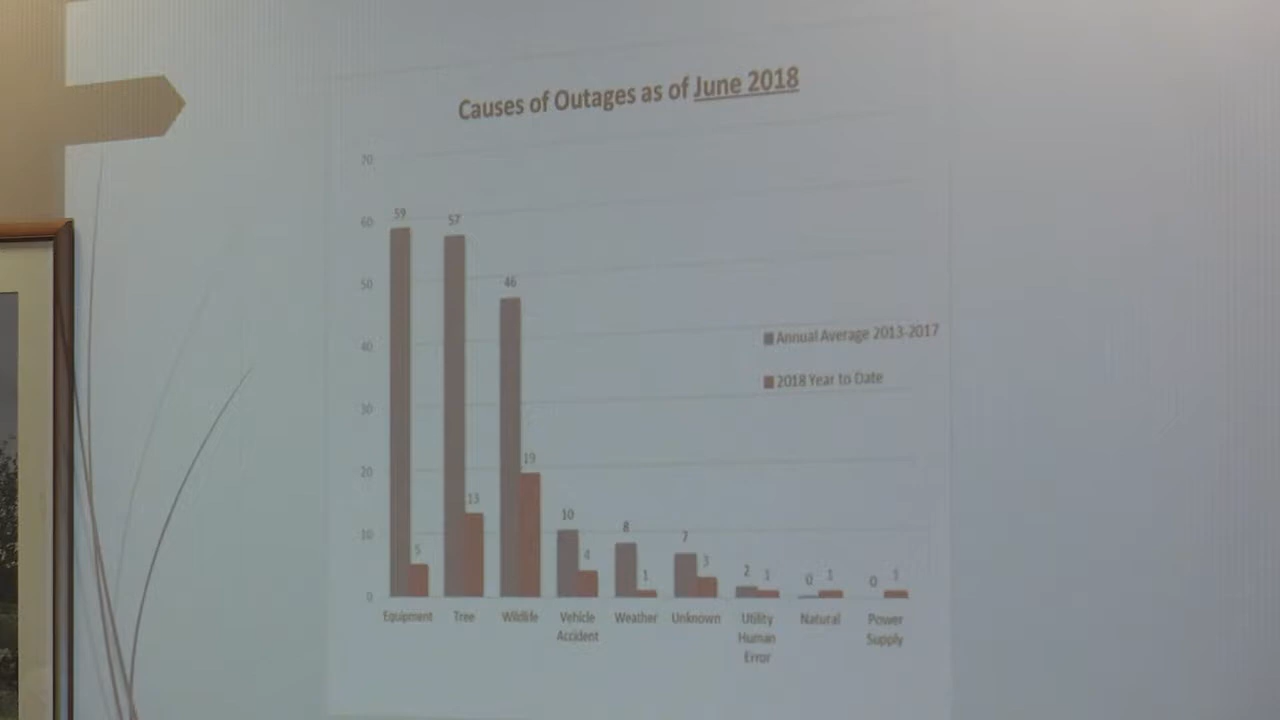 Causes of Outages as of June 2018
70
60
50
40
30
20
10
0
59
5
57
13
46
19
10
4
8
1
7
3
2
1
0
1
0
1
Annual Average 2013-2017
2018 Year to Date
Equipment
Tree
Wildlife
Vehicle
Accident
Weather
Unknown
Utility
Human
Error
Natural
Power
Supply